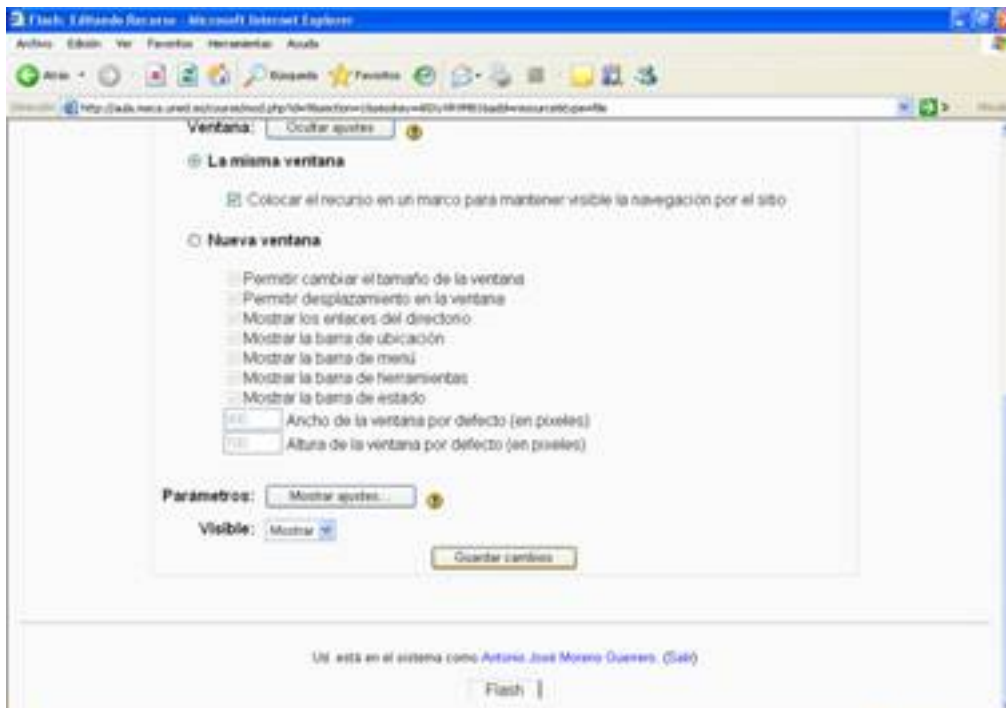 Flash: Editando Recurso - Microsoft Internet Explorer
Archivo Edición Ver Favoritos Herramientas Ayuda
Atrás Búsqueda Favoritos
Ventana: Ocultar ajustes
La misma ventana
Colocar el recurso en un marco para mantener visible la navegación por el sitio
Nueva ventana
Permitir cambiar el tamaño de la ventana
Permitir desplazamiento en la ventana
Mostrar los enlaces del directorio
Mostrar la barra de ubicación
Mostrar la barra de menú
Mostrar la barra de herramientas
Mostrar la barra de estado
Ancho de la ventana por defecto (en pixeles)
Altura de la ventana por defecto (en pixeles)
Parámetros: Mostrar ajustes...
Visible: Mostrar
Guardar cambios
Ud. está en el sistema como Antonio José Moreno Guerrero. (Salir)
Flash